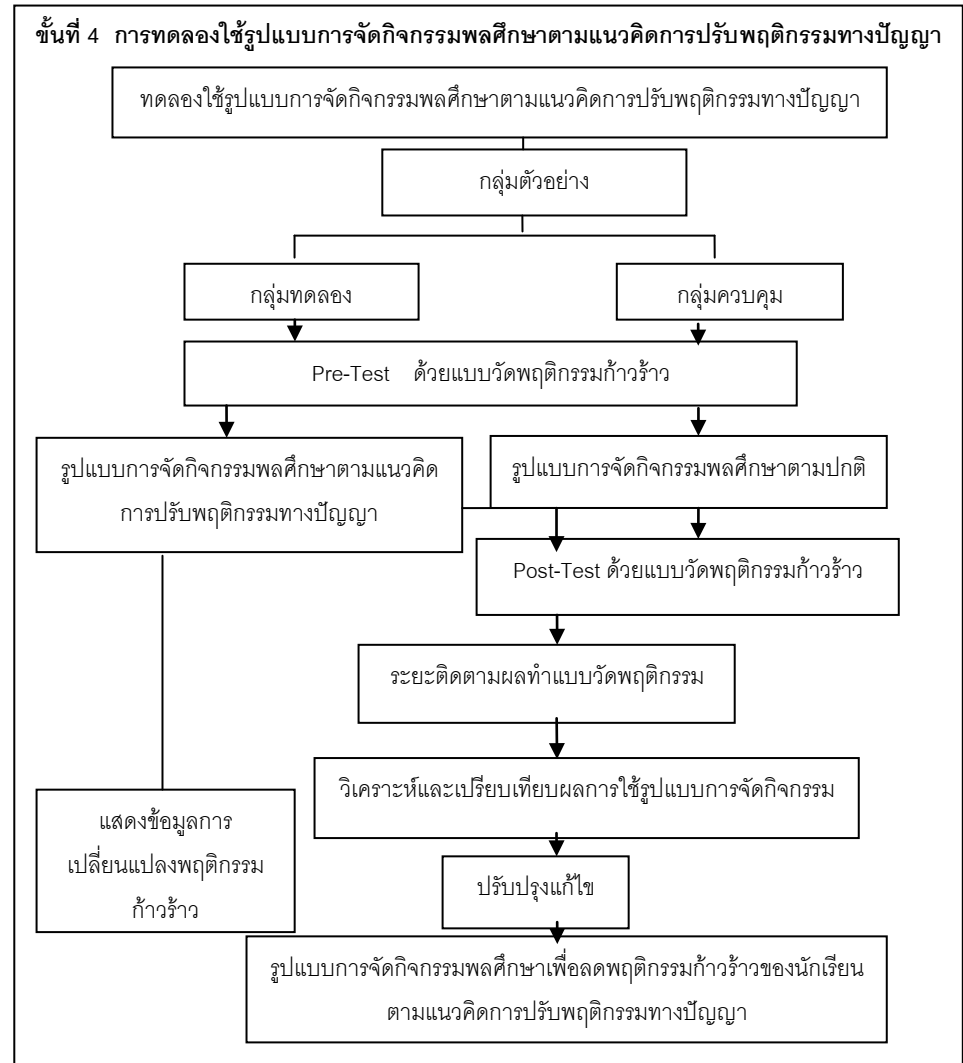 ขั้นที่ 4 การทดลองใช้รูปแบบการจัดกิจกรรมพลศึกษาตามแนวคิดการปรับพฤติกรรมทางปัญญา
ทดลองใช้รูปแบบการจัดกิจกรรมพลศึกษาตามแนวคิดการปรับพฤติกรรมทางปัญญา
กลุ่มตัวอย่าง
กลุ่มทดลอง
กลุ่มควบคุม
Pre-Test ด้วยแบบวัดพฤติกรรมก้าวร้าว
รูปแบบการจัดกิจกรรมพลศึกษาตามแนวคิด
การปรับพฤติกรรมทางปัญญา
รูปแบบการจัดกิจกรรมพลศึกษาตามปกติ
Post-Test ด้วยแบบวัดพฤติกรรมก้าวร้าว
ระยะติดตามผลทำแบบวัดพฤติกรรม
วิเคราะห์และเปรียบเทียบผลการใช้รูปแบบการจัดกิจกรรม
แสดงข้อมูลการ
เปลี่ยนแปลงพฤติกรรม
ก้าวร้าว
ปรับปรุงแก้ไข
รูปแบบการจัดกิจกรรมพลศึกษาเพื่อลดพฤติกรรมก้าวร้าวของนักเรียน
ตามแนวคิดการปรับพฤติกรรมทางปัญญา